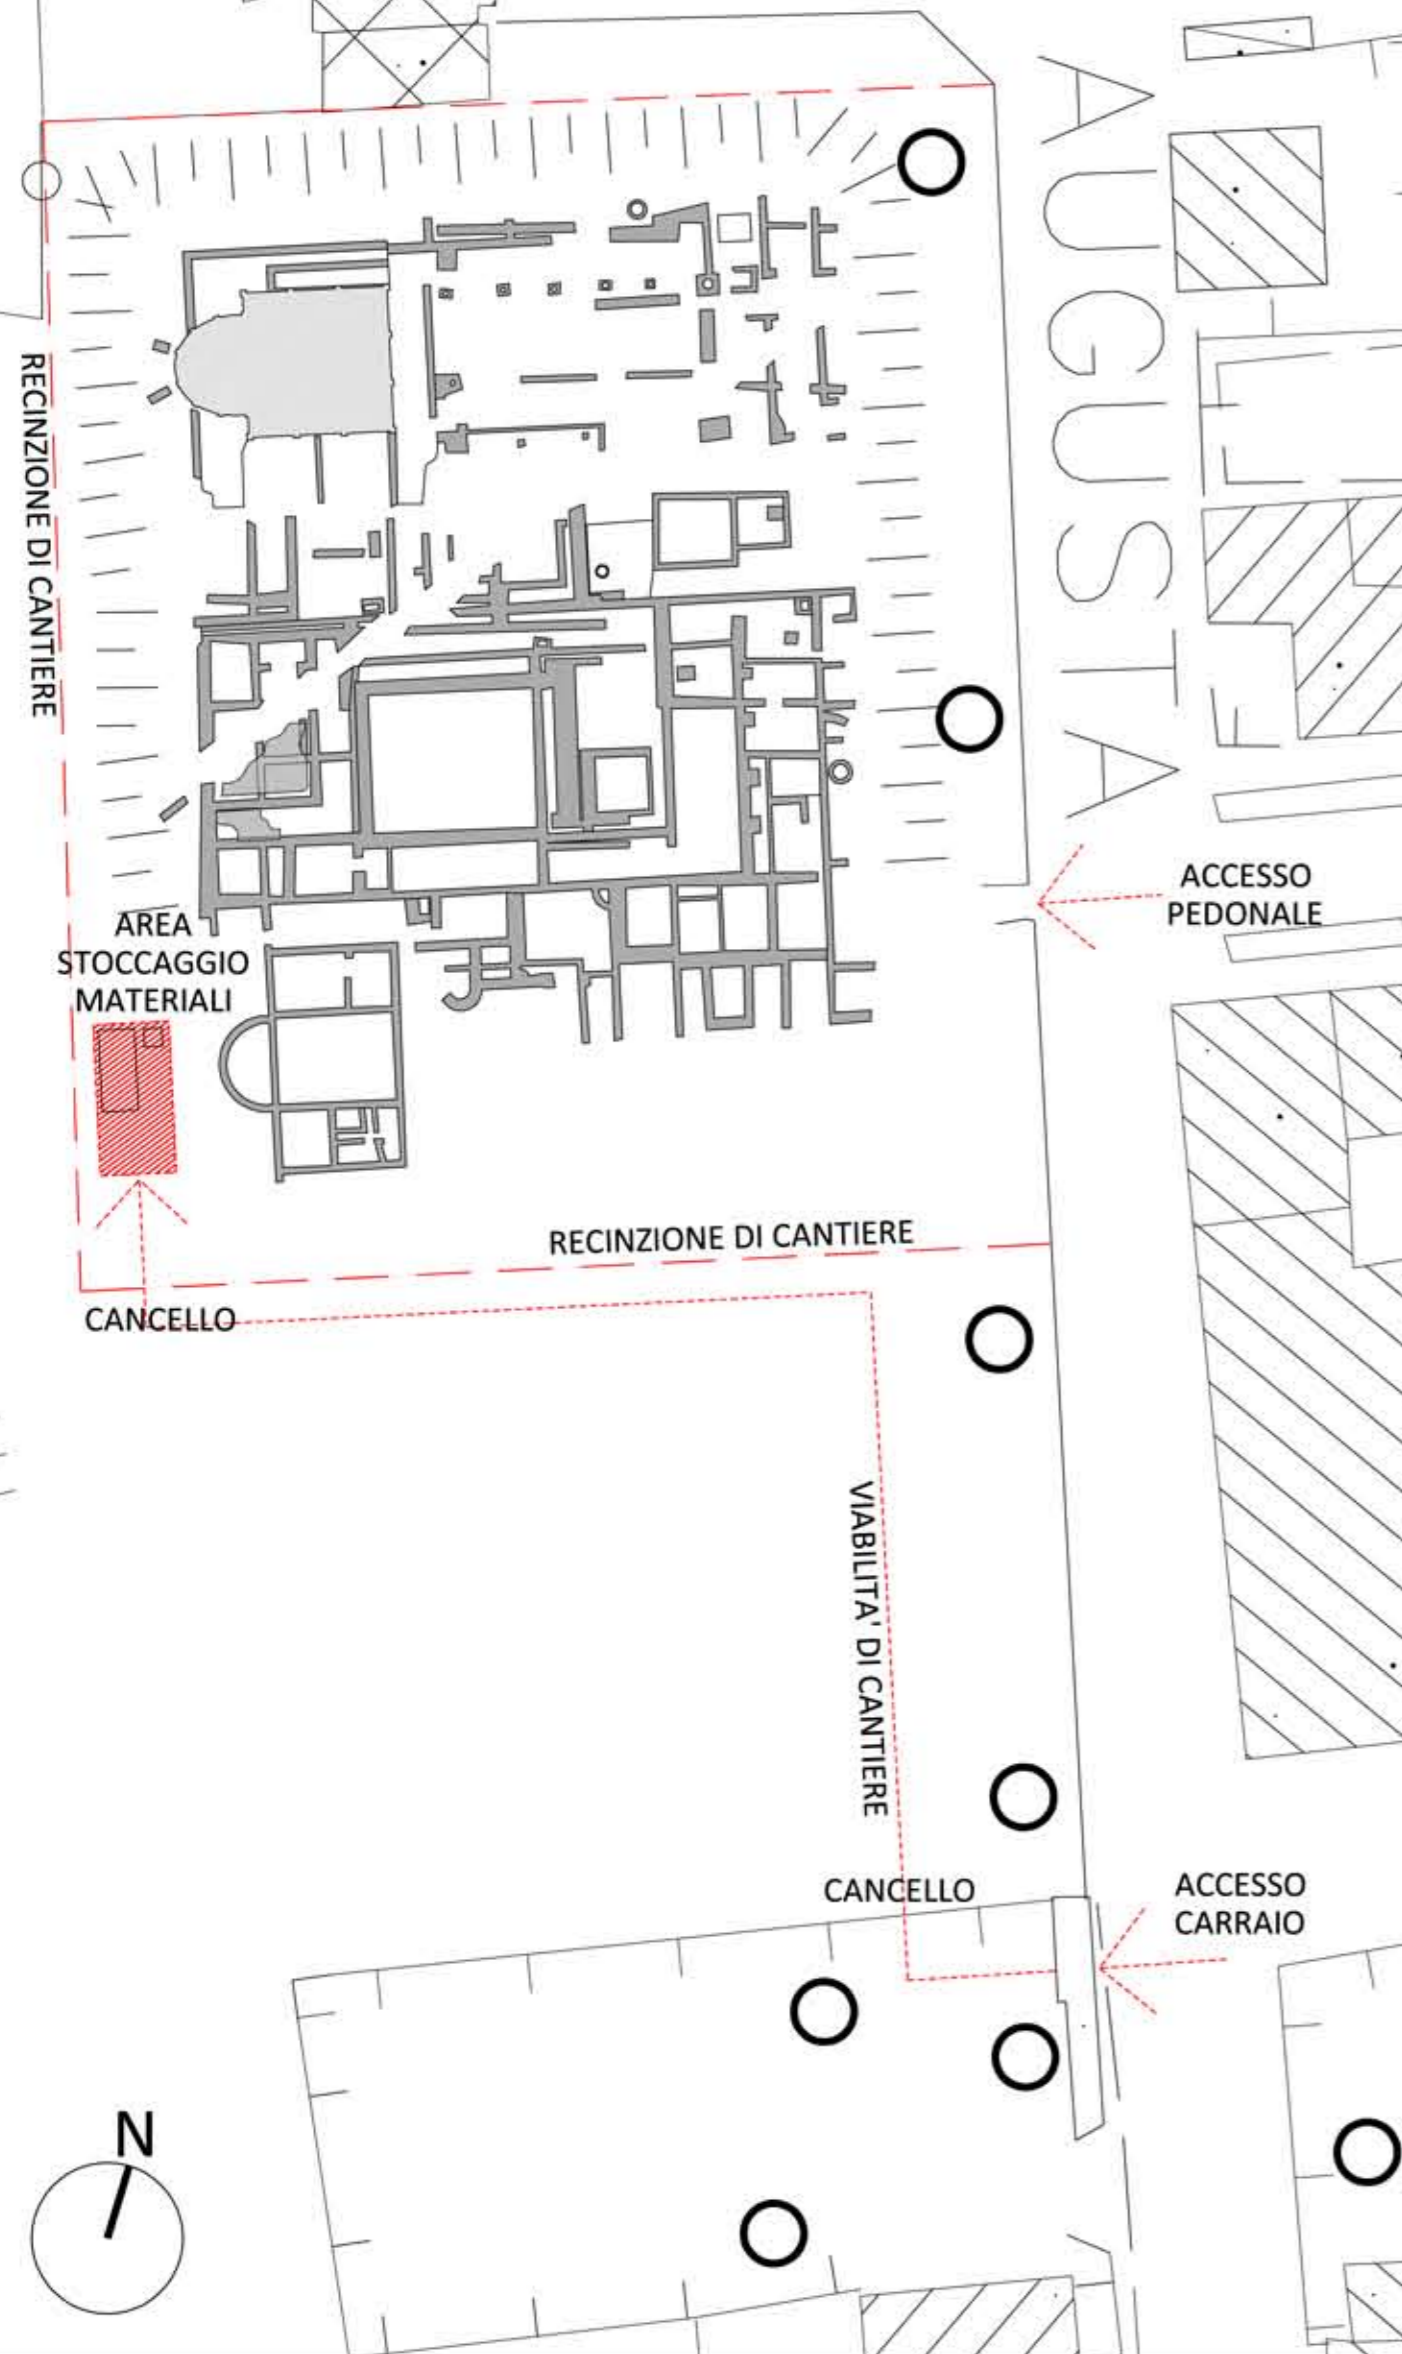 AUGUSTA
RECINZIONE DI CANTIERE
ACCESSO
PEDONALE
AREA
STOCCAGGIO
MATERIALI
RECINZIONE DI CANTIERE
CANCELLO
VIABILITA' DI CANTIERE
CANCELLO
ACCESSO
CARRAIO
N